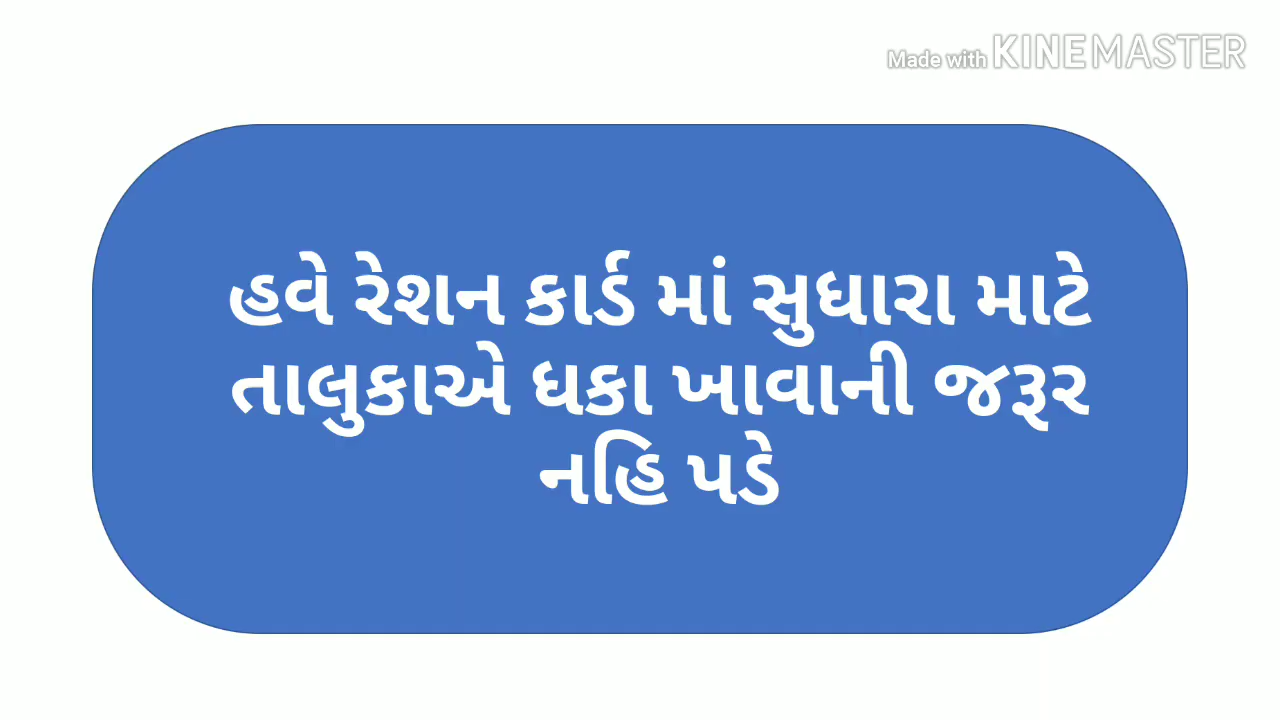 Made with KINEMASTER
હવે રેશન કાર્ડ માં સુધારા માટે
તાલુકાએ ધકા ખાવાની જરૂર
નહિ પડે